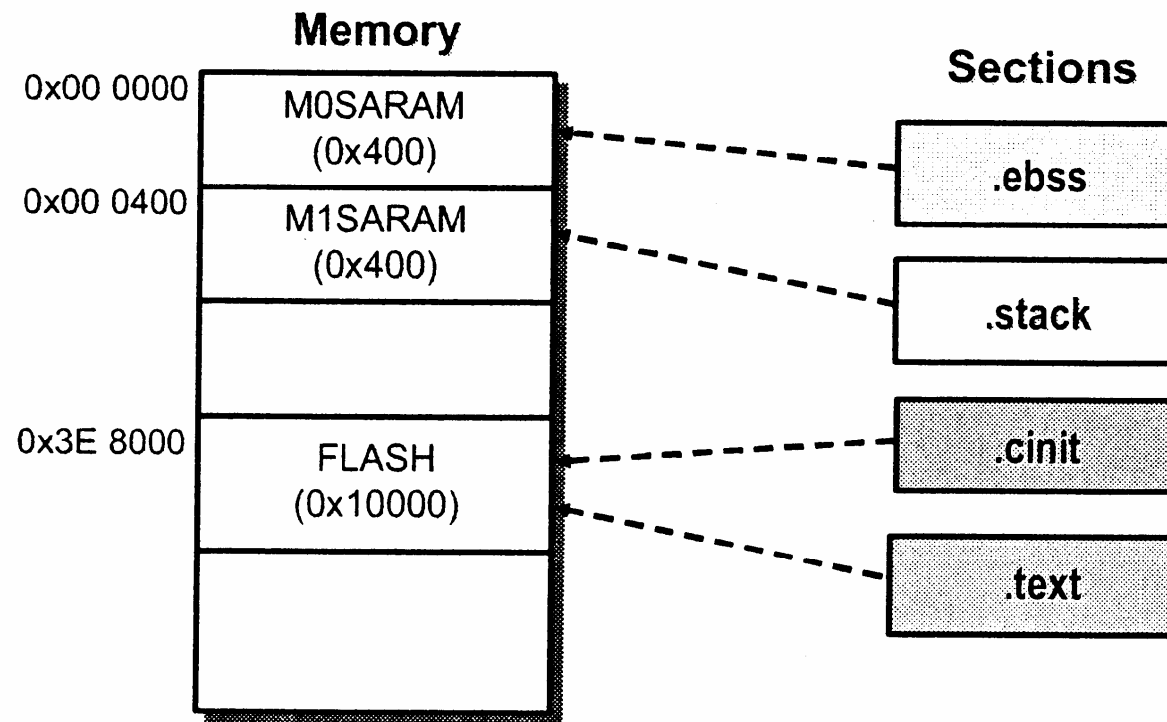 Memory
0x00 0000
M0SARAM
(0x400)
0x00 0400
M1SARAM
(0x400)
0x3E 8000
FLASH
(0x10000)
Sections
.ebss
.stack
.cinit
.text